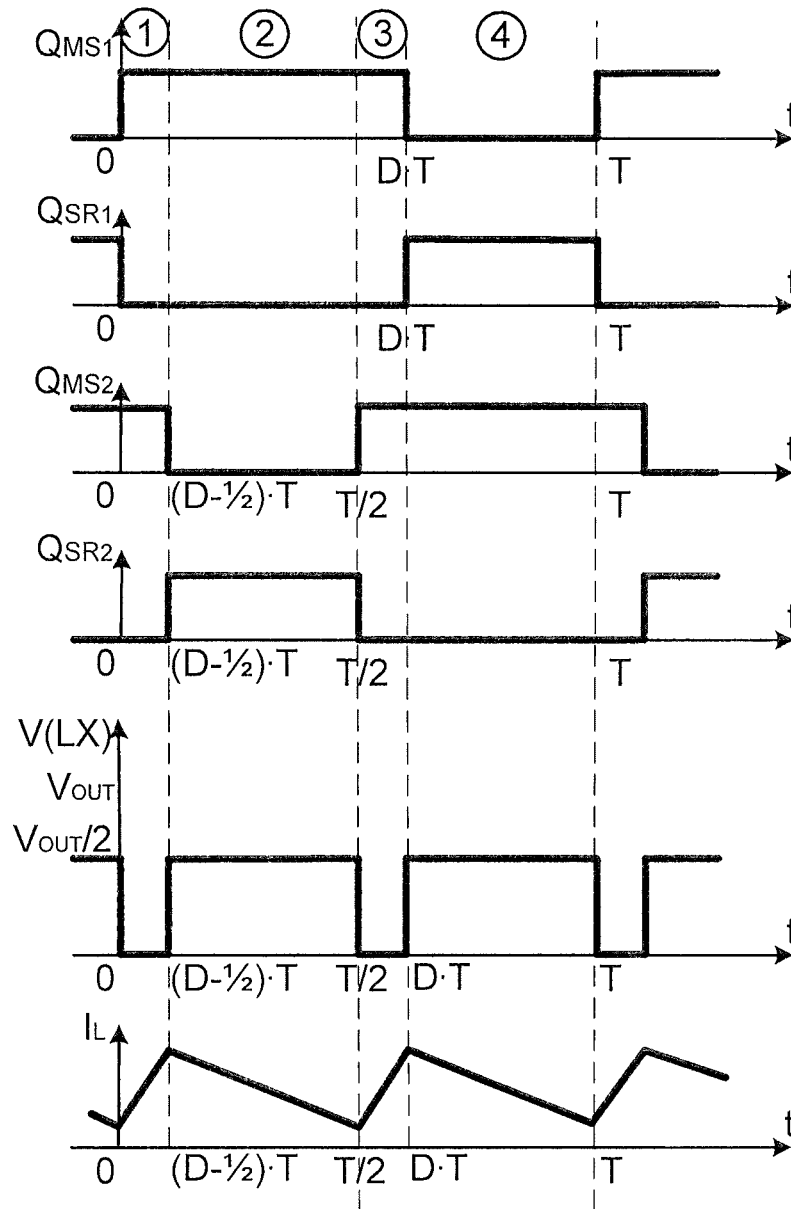 ① ② ③ ④
QMS1
t
0 D·T T
QSR1
t
0 D·T T
QMS2
t
0 (D-½)·T T/2 T
QSR2
t
0 (D-½)·T T/2 T
V(LX)
VOUT
VOUT/2
t
0 (D-½)·T T/2 D·T T
IL
t
0 (D-½)·T T/2 D·T T